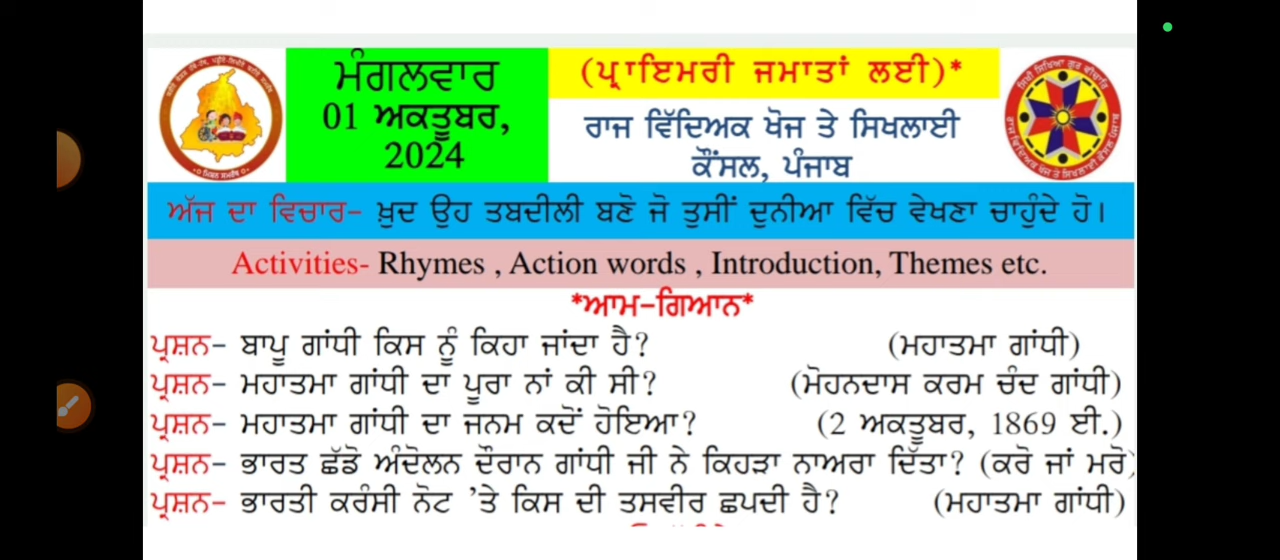 ਮੰਗਲਵਾਰ
01 ਅਕਤੂਬਰ,
2024
(ਪ੍ਰਾਇਮਰੀ ਜਮਾਤਾਂ ਲਈ)*
ਰਾਜ ਵਿੱਦਿਅਕ ਖੋਜ ਤੇ ਸਿਖਲਾਈ
ਕੌਂਸਲ, ਪੰਜਾਬ
ਅੱਜ ਦਾ ਵਿਚਾਰ- ਖ਼ੁਦ ਉਹ ਤਬਦੀਲੀ ਬਣੋ ਜੋ ਤੁਸੀਂ ਦੁਨੀਆ ਵਿੱਚ ਵੇਖਣਾ ਚਾਹੁੰਦੇ ਹੋ।
Activities- Rhymes , Action words , Introduction, Themes etc.
*ਆਮ-ਗਿਆਨ*
ਪ੍ਰਸ਼ਨ- ਬਾਪੂ ਗਾਂਧੀ ਕਿਸ ਨੂੰ ਕਿਹਾ ਜਾਂਦਾ ਹੈ? (ਮਹਾਤਮਾ ਗਾਂਧੀ)
ਪ੍ਰਸ਼ਨ- ਮਹਾਤਮਾ ਗਾਂਧੀ ਦਾ ਪੂਰਾ ਨਾਂ ਕੀ ਸੀ? (ਮੋਹਨਦਾਸ ਕਰਮ ਚੰਦ ਗਾਂਧੀ)
ਪ੍ਰਸ਼ਨ- ਮਹਾਤਮਾ ਗਾਂਧੀ ਦਾ ਜਨਮ ਕਦੋਂ ਹੋਇਆ? (2 ਅਕਤੂਬਰ, 1869 ਈ.)
ਪ੍ਰਸ਼ਨ- ਭਾਰਤ ਛੱਡੋ ਅੰਦੋਲਨ ਦੌਰਾਨ ਗਾਂਧੀ ਜੀ ਨੇ ਕਿਹੜਾ ਨਾਅਰਾ ਦਿੱਤਾ? (ਕਰੋ ਜਾਂ ਮਰੋ)
ਪ੍ਰਸ਼ਨ- ਭਾਰਤੀ ਕਰੰਸੀ ਨੋਟ 'ਤੇ ਕਿਸ ਦੀ ਤਸਵੀਰ ਛਪਦੀ ਹੈ? (ਮਹਾਤਮਾ ਗਾਂਧੀ)